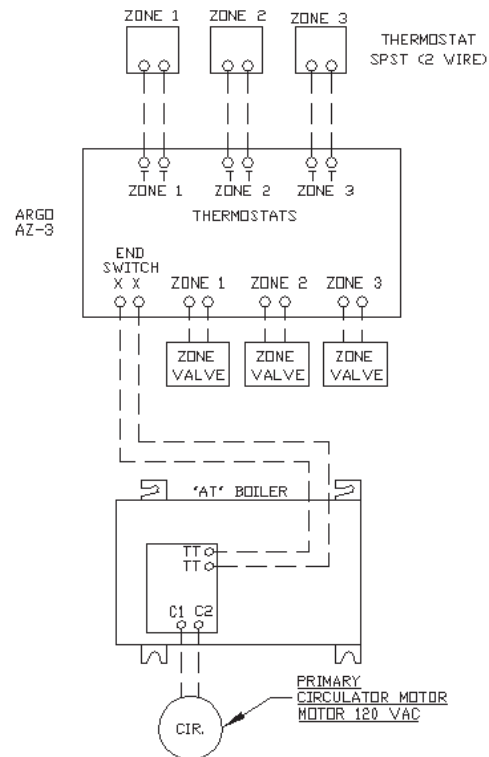 ZONE 1 ZONE 2 ZONE 3
THERMOSTAT
SPST (2 WIRE)
T T T T T T
ZONE 1 ZONE 2 ZONE 3
ARGO
AZ-3
THERMOSTATS
END
SWITCH
X X
ZONE 1 ZONE 2 ZONE 3
ZONE
VALVE
ZONE
VALVE
ZONE
VALVE
"AT" BOILER
TT
TT
C1 C2
PRIMARY
CIRCULATOR MOTOR
MOTOR 120 VAC
CIR.